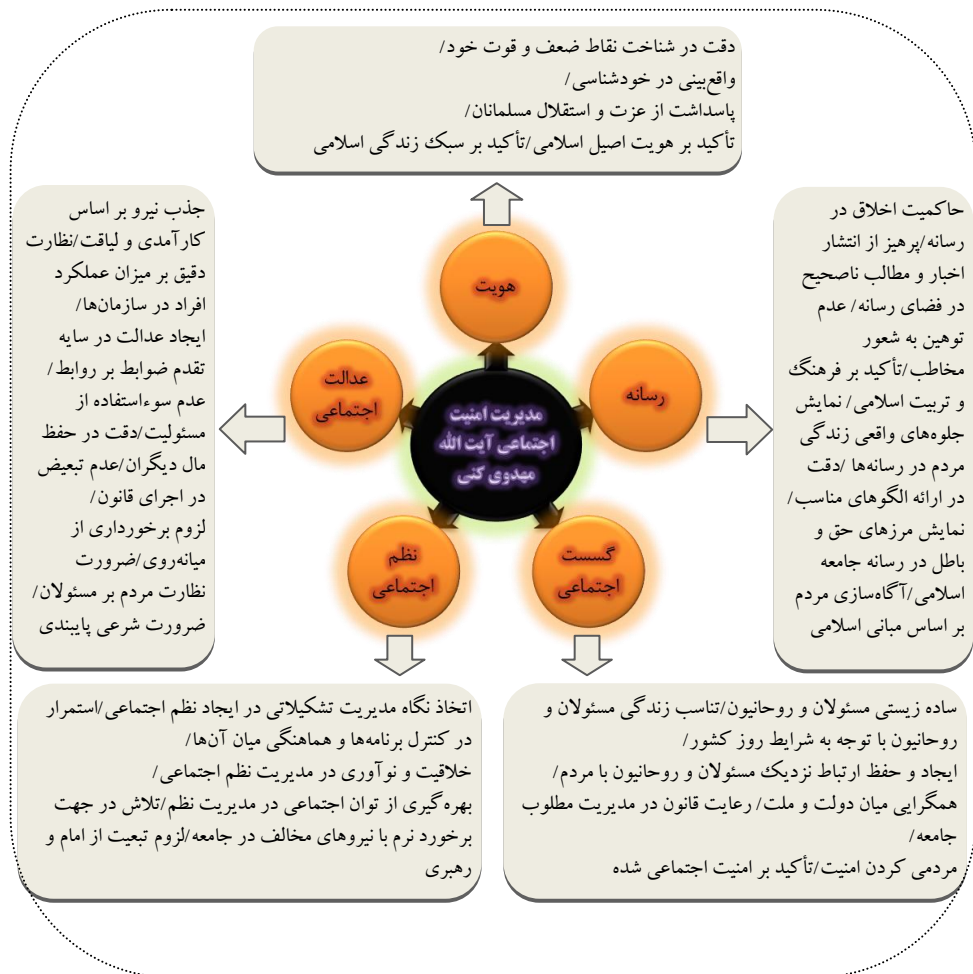 دقت در شناخت نقاط ضعف و قوت خود/
واقع‌بینی در خودشناسی/
پاسداشت از عزت و استقلال مسلمانان/
تأکید بر هویت اصیل اسلامی/تأکید بر سبک زندگی اسلامی
هویت
حاکمیت اخلاق در
رسانه/پرهیز از انتشار
اخبار و مطالب ناصحیح
در فضای رسانه/ عدم
توهین به شعور
مخاطب/تأکید بر فرهنگ
و تربیت اسلامی/ نمایش
جلوه‌های واقعی زندگی
مردم در رسانه‌ها /دقت
در ارائه الگوهای مناسب/
نمایش مرزهای حق و
باطل در رسانه جامعه
اسلامی/آگاه‌سازی مردم
بر اساس مبانی اسلامی
رسانه
مدیریت امنیت
اجتماعی آیت الله
مهدوی کنی
عدالت
اجتماعی
جذب نیرو بر اساس
کارآمدی و لیاقت/نظارت
دقیق بر میزان عملکرد
افراد در سازمان‌ها/
ایجاد عدالت در سایه
تقدم ضوابط بر روابط/
عدم سوءاستفاده از
مسئولیت/دقت در حفظ
مال دیگران/عدم تبعیض
در اجرای قانون/
لزوم برخورداری از
میانه‌روی/ضرورت
نظارت مردم بر مسئولان/
ضرورت شرعی پایبندی
گسست
اجتماعی
نظم
اجتماعی
ساده زیستی مسئولان و روحانیون/تناسب زندگی مسئولان و
روحانیون با توجه به شرایط روز کشور/
ایجاد و حفظ ارتباط نزدیک مسئولان و روحانیون با مردم/
همگرایی میان دولت و ملت/ رعایت قانون در مدیریت مطلوب
جامعه/
مردمی کردن امنیت/تأکید بر امنیت اجتماعی شده
اتخاذ نگاه مدیریت تشکیلاتی در ایجاد نظم اجتماعی/استمرار
در کنترل برنامه‌ها و هماهنگی میان آن‌ها/
خلاقیت و نوآوری در مدیریت نظم اجتماعی/
بهره گیری از توان اجتماعی در مدیریت نظم/تلاش در جهت
برخورد نرم با نیروهای مخالف در جامعه/لزوم تبعیت از امام و
رهبری